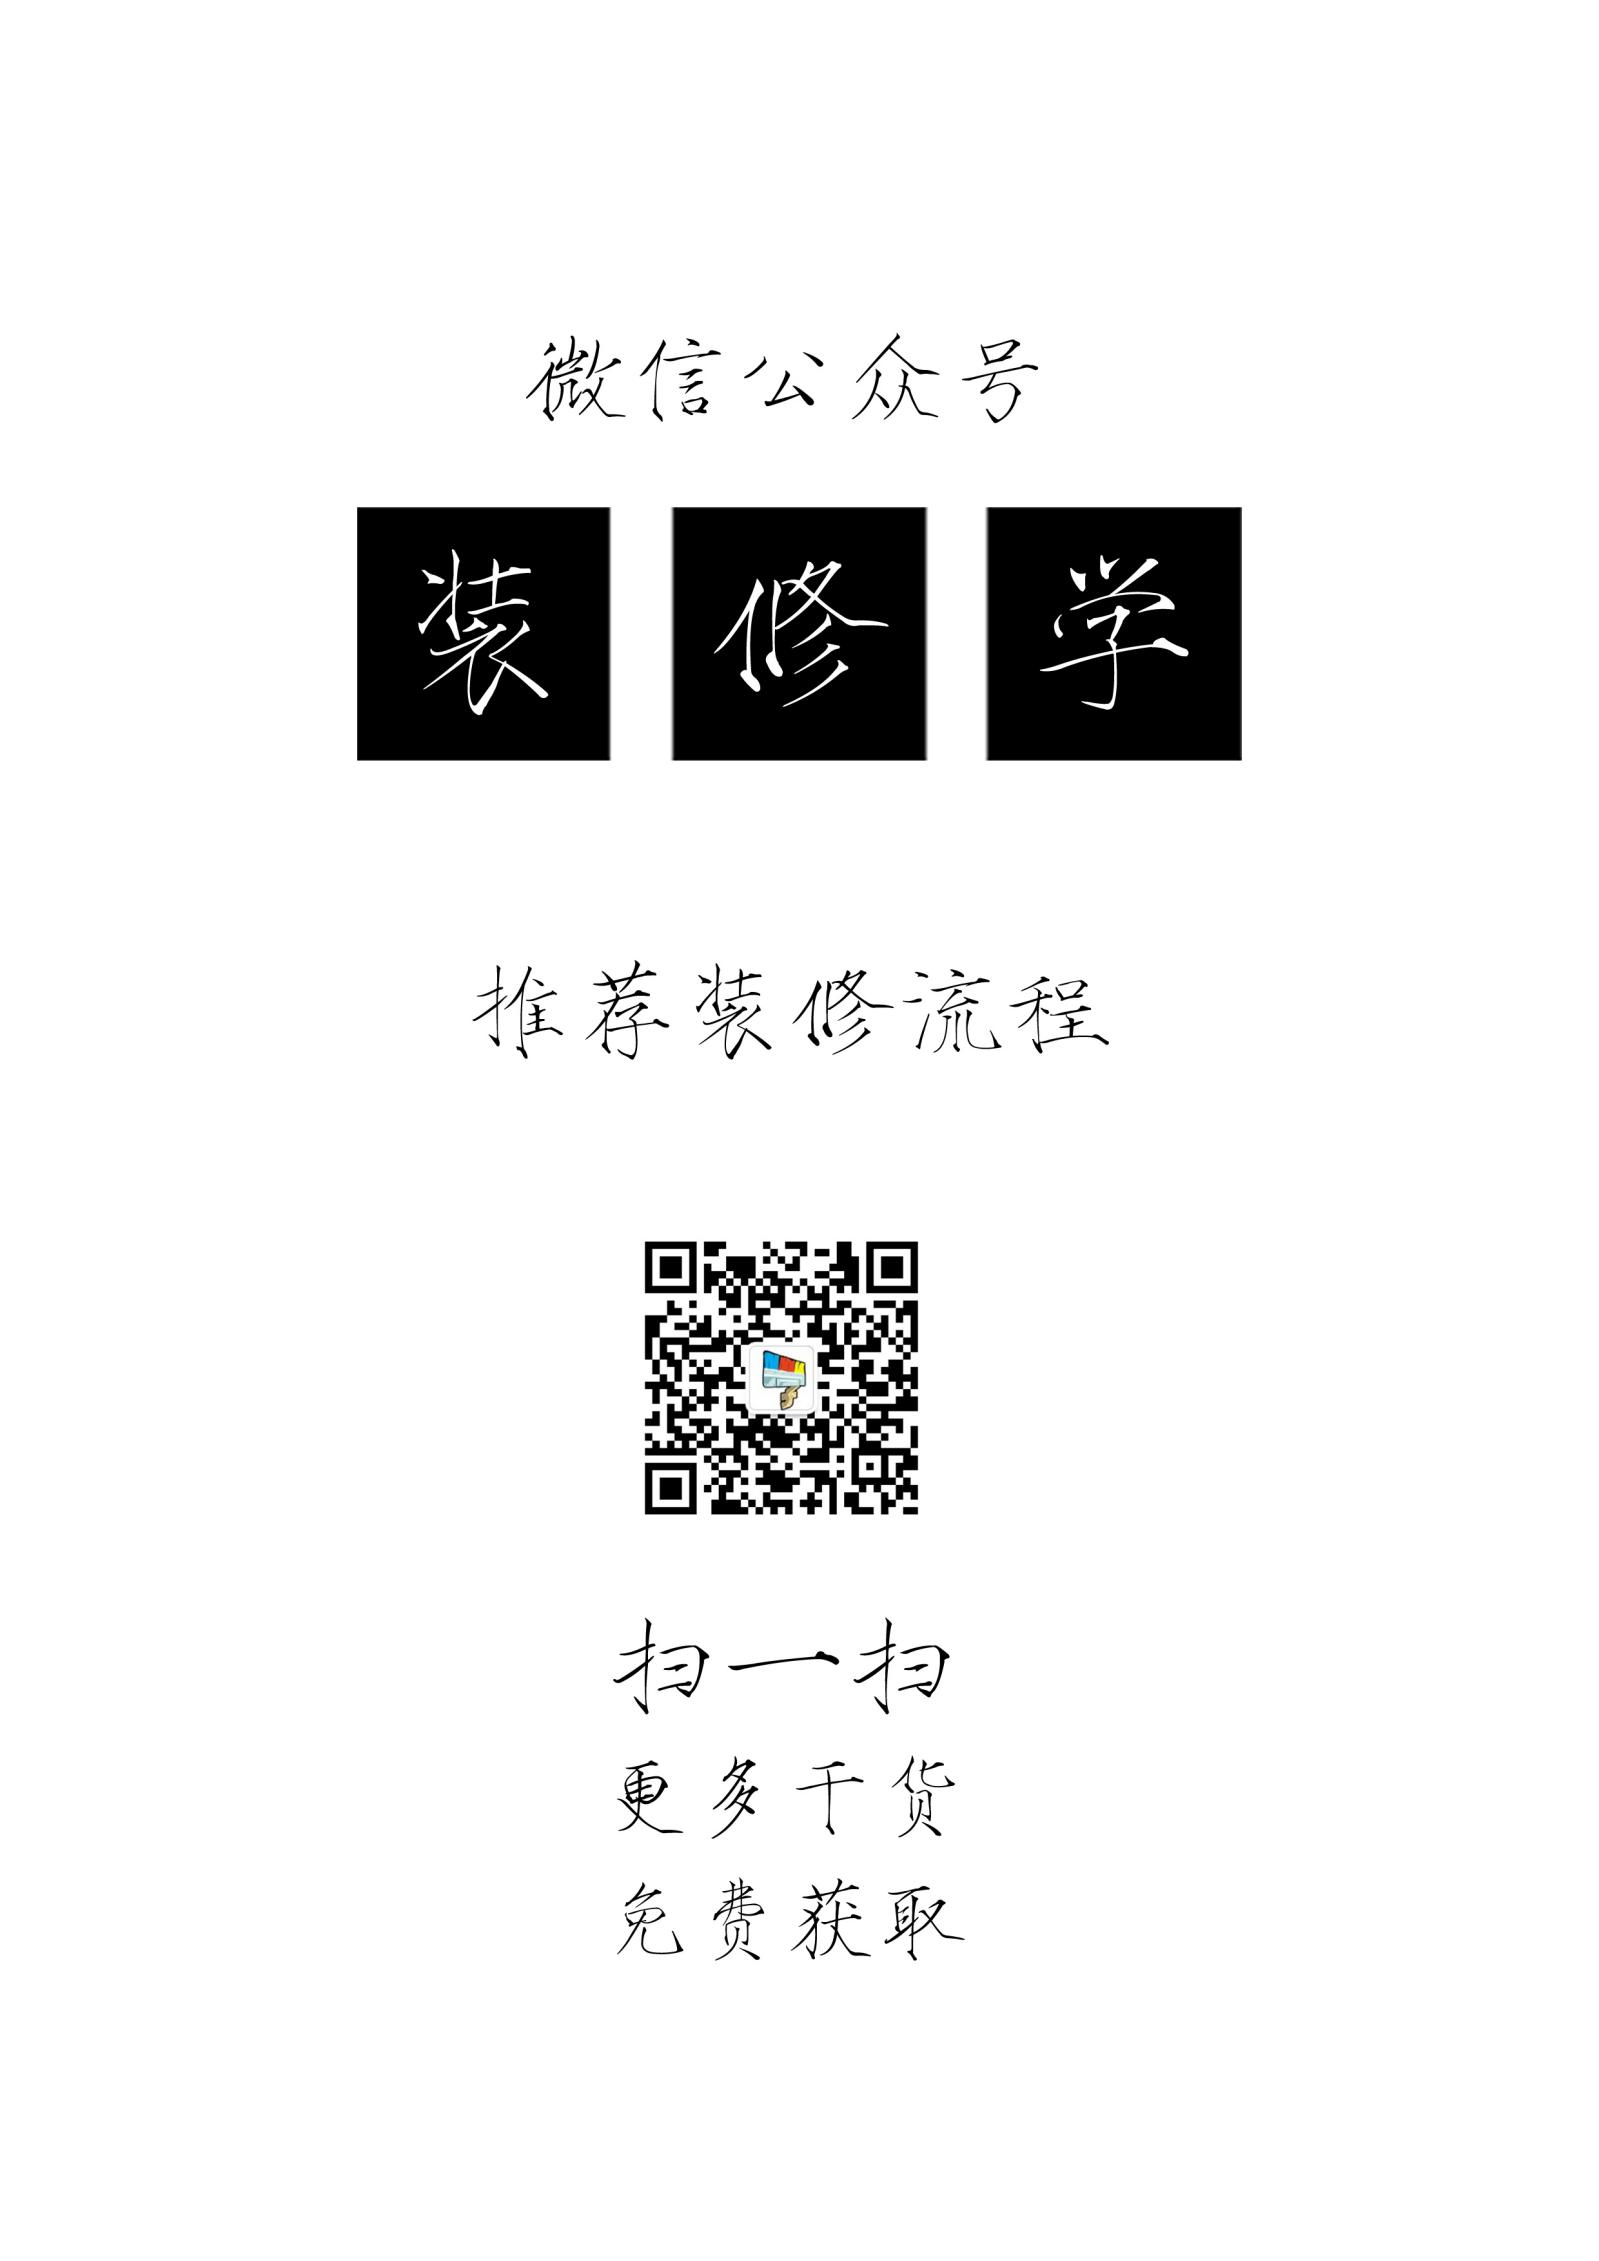 微信公众号
装修学
推荐装修流程
扫一扫
更多干货
免费获取